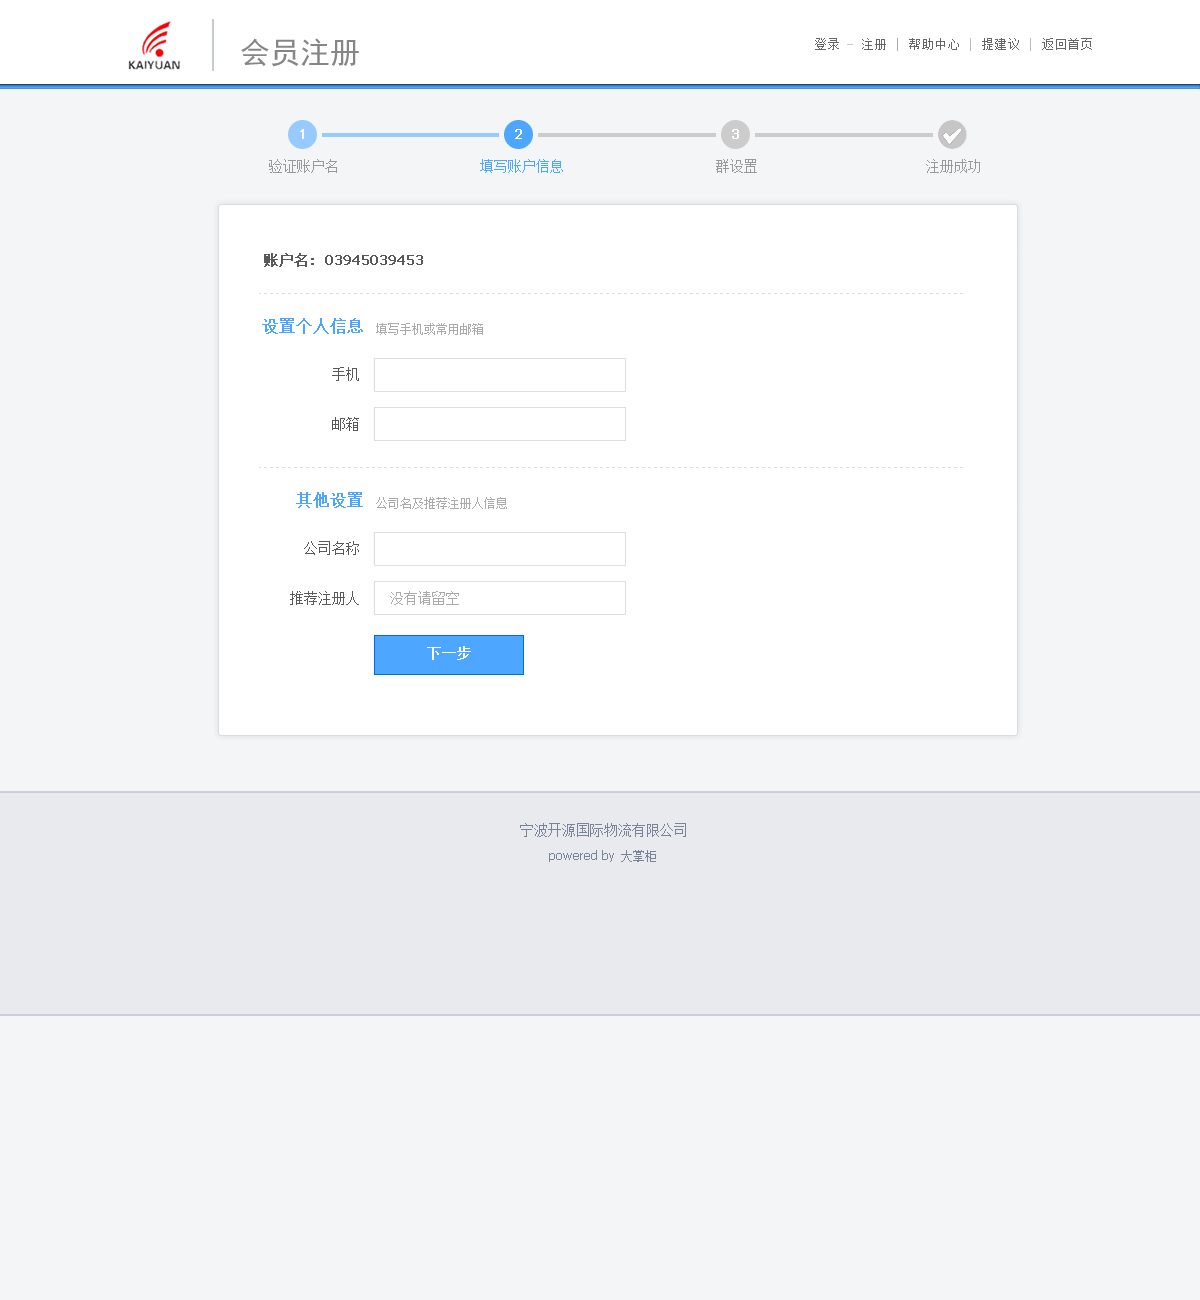 KAIYUAN
会员注册
登录 - 注册 | 帮助中心 | 提建议 | 返回首页
1 2 3
验证账户名 填写账户信息 群设置 注册成功
账户名：03945039453
设置个人信息 填写手机或常用邮箱
手机
邮箱
其他设置 公司名及推荐注册人信息
公司名称
推荐注册人 没有请留空
下一步
宁波开源国际物流有限公司
powered by 大掌柜